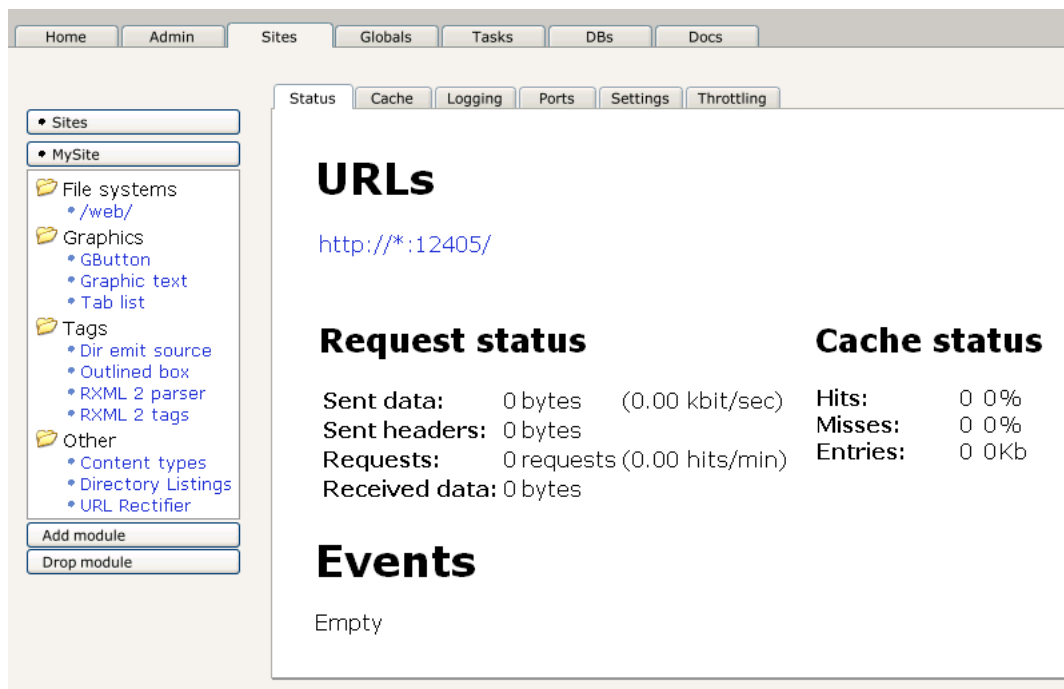 Home Admin Sites Globals Tasks DBs Docs
Status Cache Logging Ports Settings Throttling
Sites
MySite
File systems
/web/
Graphics
GButton
Graphic text
Tab list
Tags
Dir emit source
Outlined box
RXML 2 parser
RXML 2 tags
Other
Content types
Directory Listings
URL Rectifier
Add module
Drop module
URLs
http://*:12405/
Request status
Sent data: 0 bytes (0.00 kbit/sec)
Sent headers: 0 bytes
Requests: 0 requests (0.00 hits/min)
Received data: 0 bytes
Cache status
Hits: 0 0%
Misses: 0 0%
Entries: 0 0Kb
Events
Empty